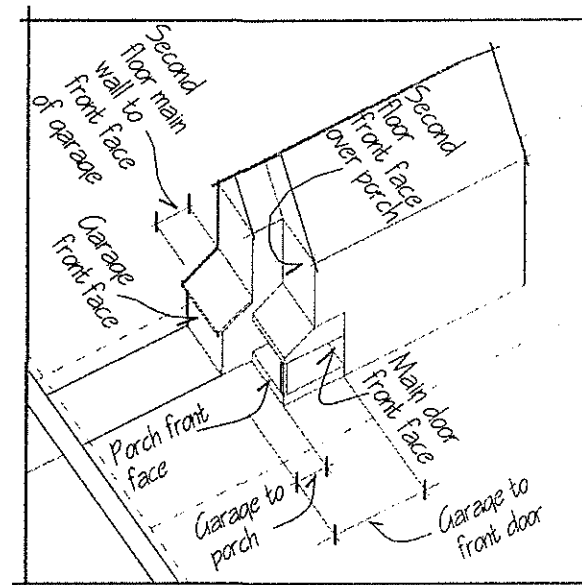 Second
floor main
wall to
front face
of garage
Second
floor
front face
over porch
Garage
front face
Main door
front face
Porch front
face
Garage to
porch
Garage to
front door